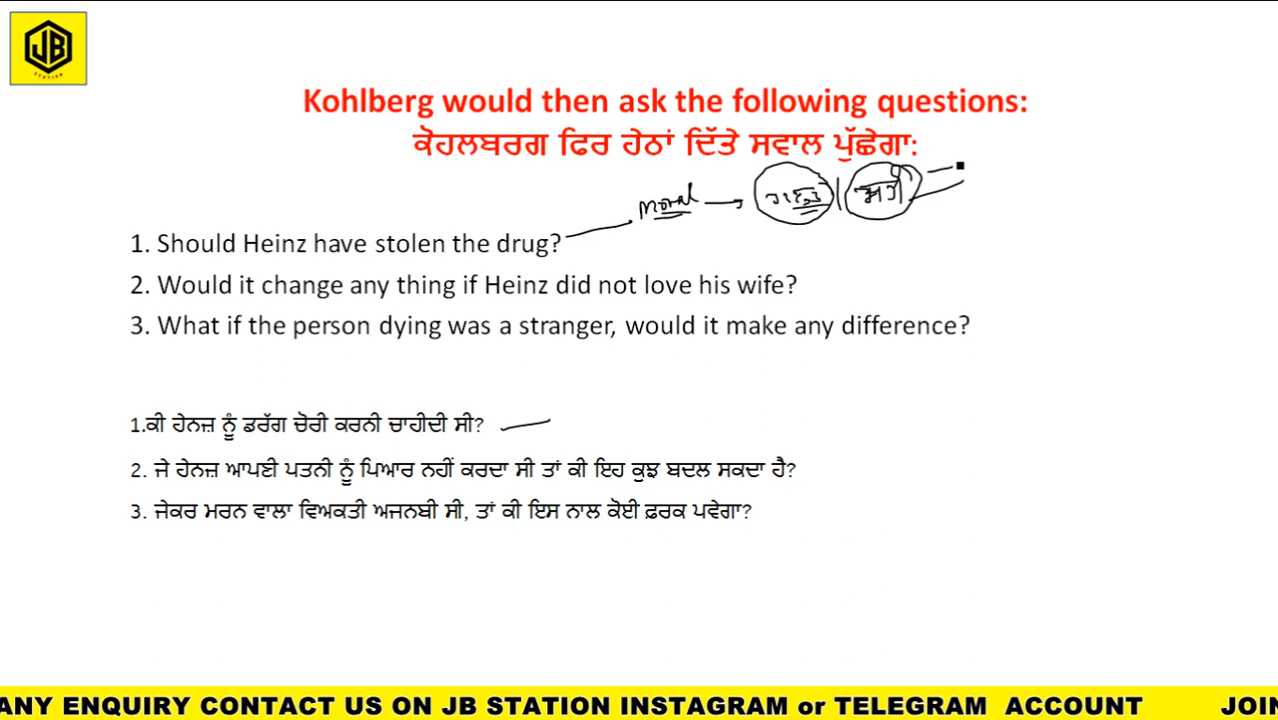 JB
STATION
Kohlberg would then ask the following questions:
ਕੋਹਲਬਰਗ ਫਿਰ ਹੇਠਾਂ ਦਿੱਤੇ ਸਵਾਲ ਪੁੱਛੇਗਾ:
moral
1. Should Heinz have stolen the drug?
2. Would it change any thing if Heinz did not love his wife?
3. What if the person dying was a stranger, would it make any difference?
1.ਕੀ ਹੇਨਜ਼ ਨੂੰ ਡਰੱਗ ਚੋਰੀ ਕਰਨੀ ਚਾਹੀਦੀ ਸੀ?
2. ਜੇ ਹੇਨਜ਼ ਆਪਣੀ ਪਤਨੀ ਨੂੰ ਪਿਆਰ ਨਹੀਂ ਕਰਦਾ ਸੀ ਤਾਂ ਕੀ ਇਹ ਕੁਝ ਬਦਲ ਸਕਦਾ ਹੈ?
3. ਜੇਕਰ ਮਰਨ ਵਾਲਾ ਵਿਅਕਤੀ ਅਜਨਬੀ ਸੀ, ਤਾਂ ਕੀ ਇਸ ਨਾਲ ਕੋਈ ਫ਼ਰਕ ਪਵੇਗਾ?
ANY ENQUIRY CONTACT US ON JB STATION INSTAGRAM or TELEGRAM ACCOUNT JOIN